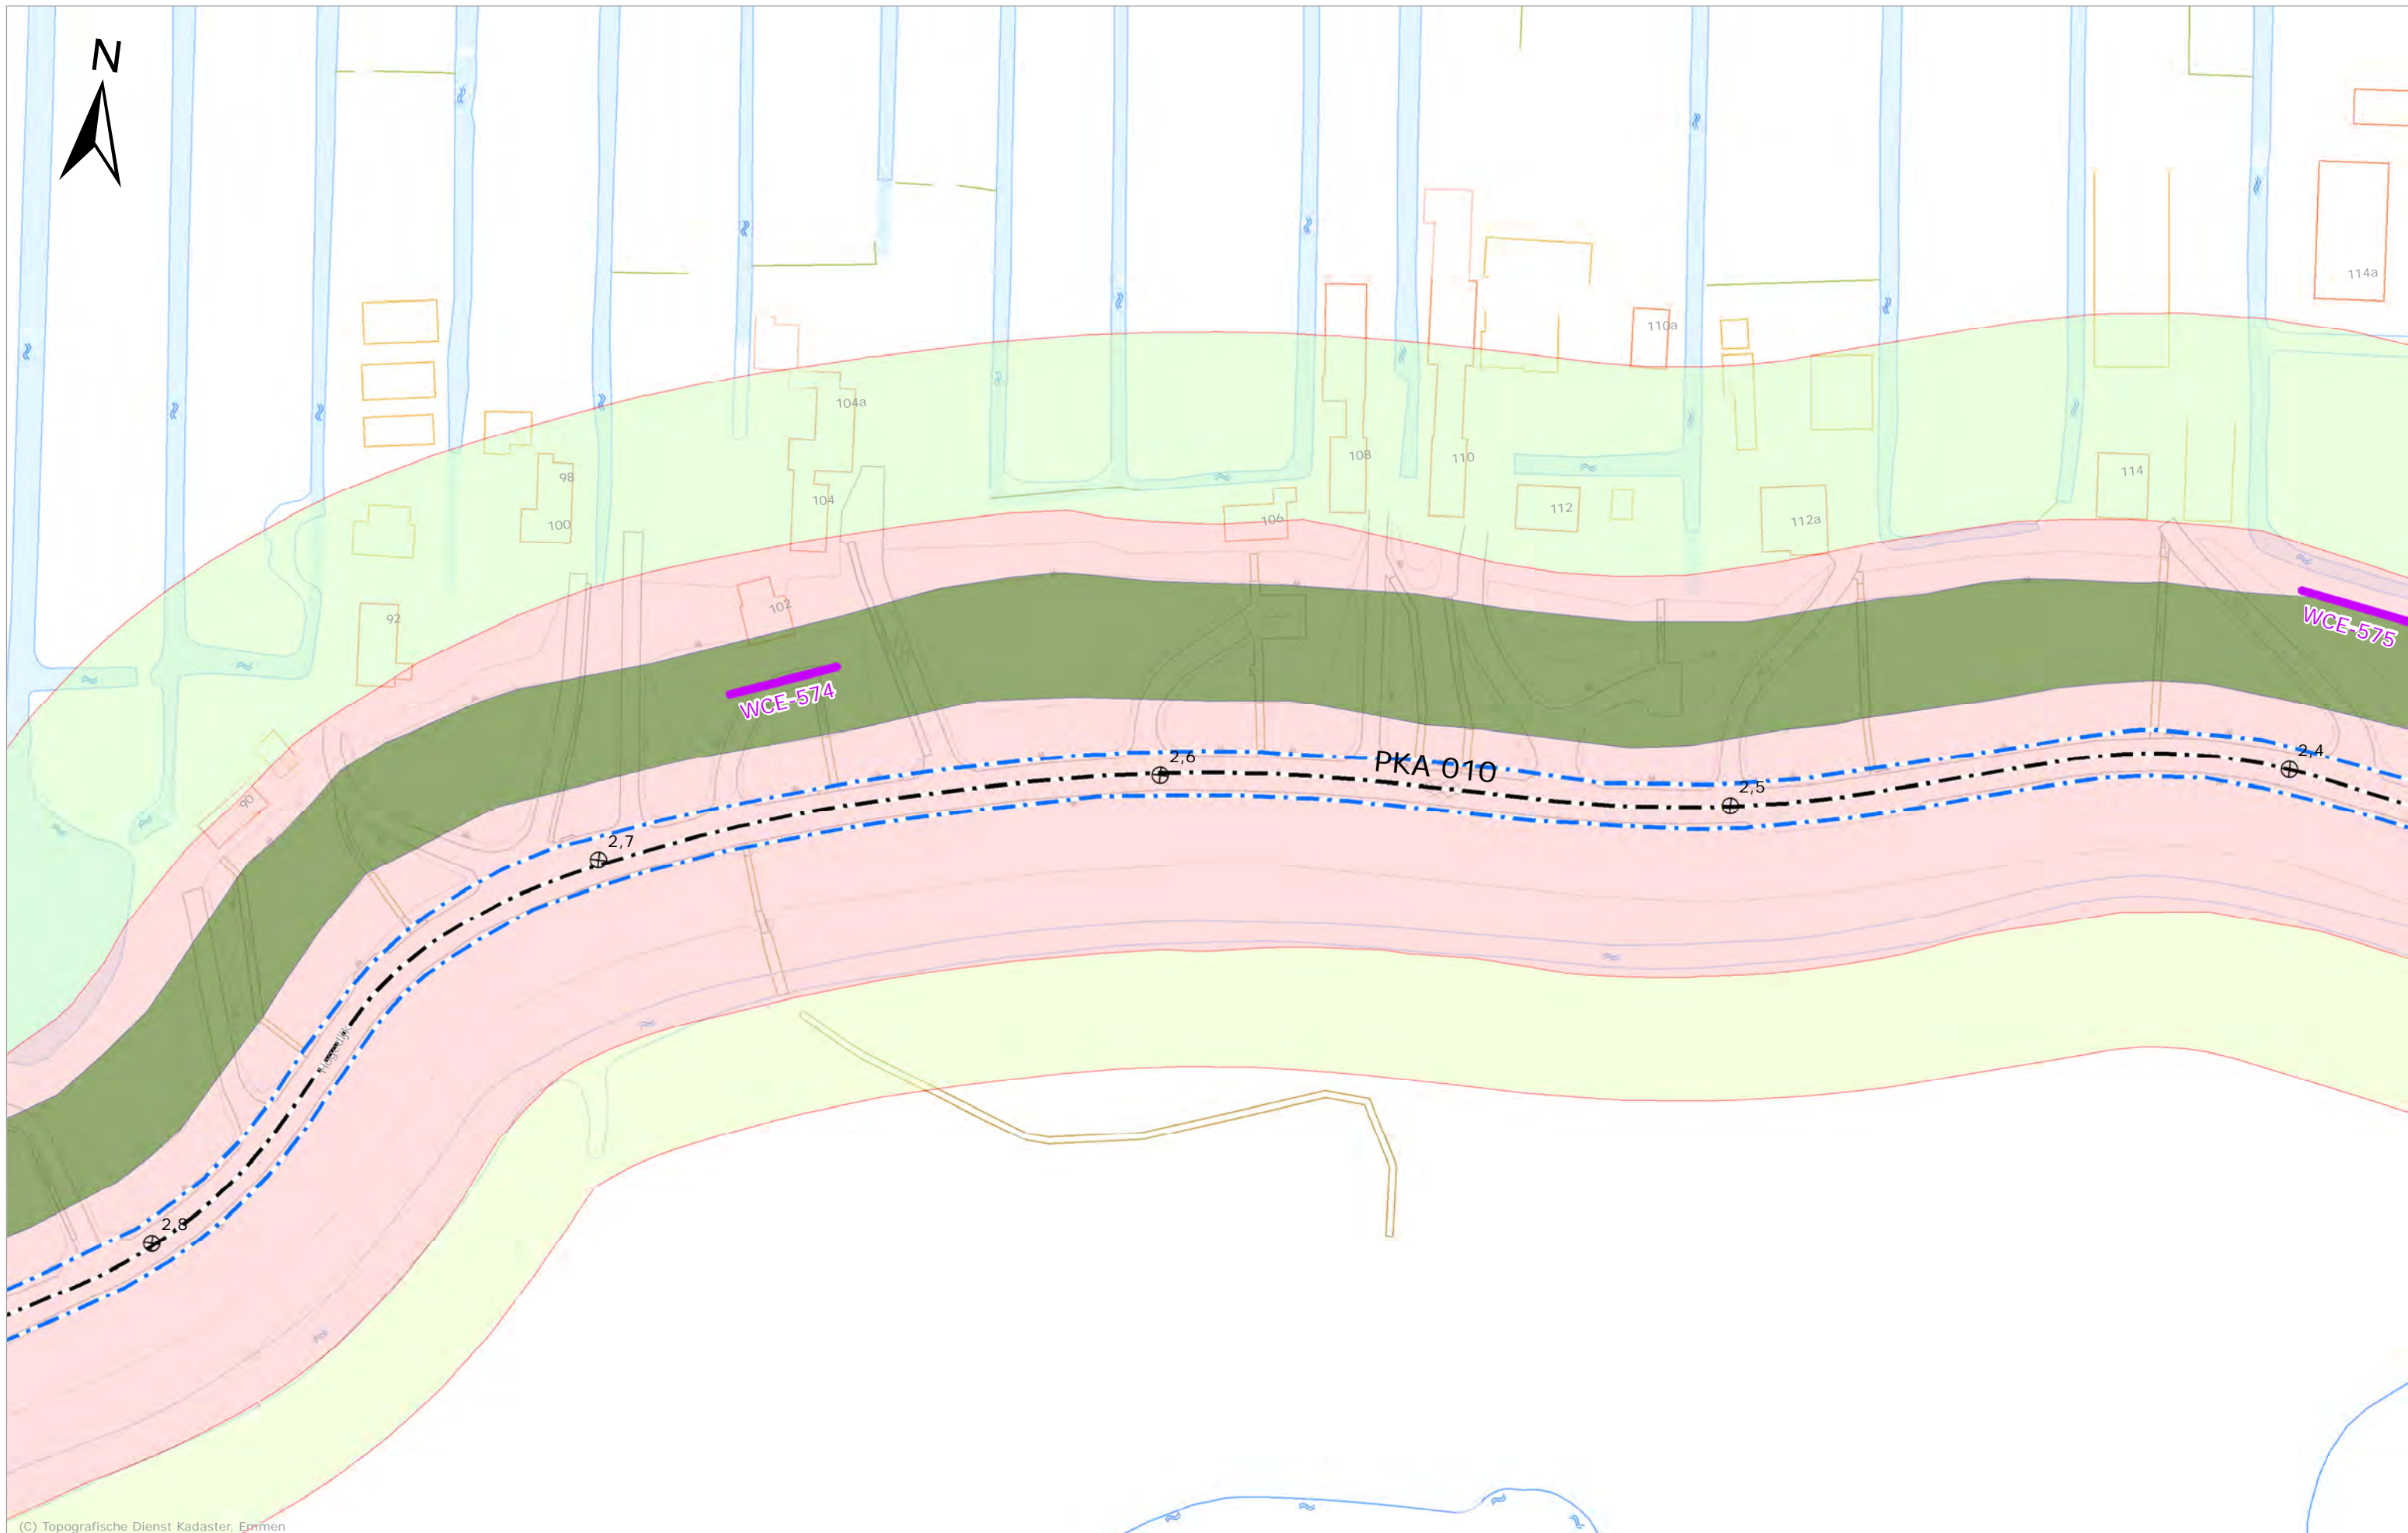 N
114a
110a
104a
108
110
98
104
114
100
112
106
112a
102
92
WCE-575
WCE-574
2,4
2,6
PKA 010
2,5
90
2,7
Hogedijk
2,8
(C) Topografische Dienst Kadaster, Emmen